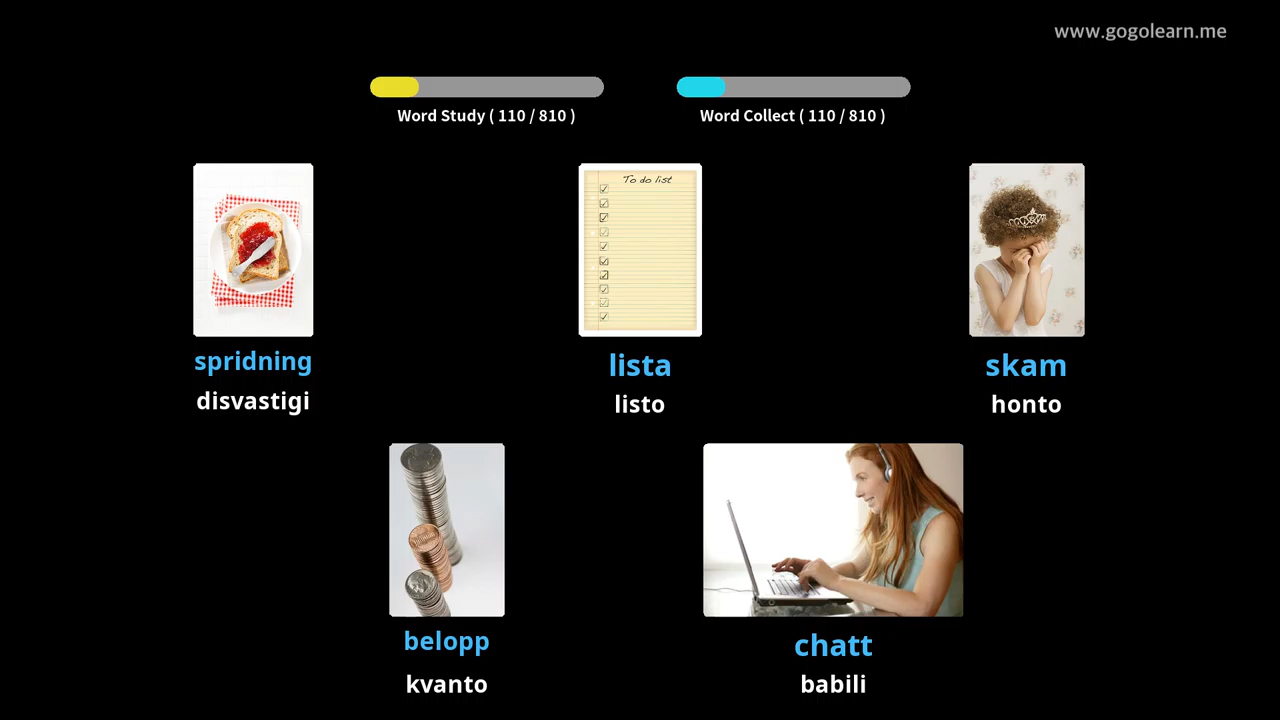 www.gogolearn.me
Word Study ( 110 / 810 )
Word Collect ( 110 / 810 )
To do list
spridning
disvastigi
lista
listo
skam
honto
belopp
kvanto
chatt
babili